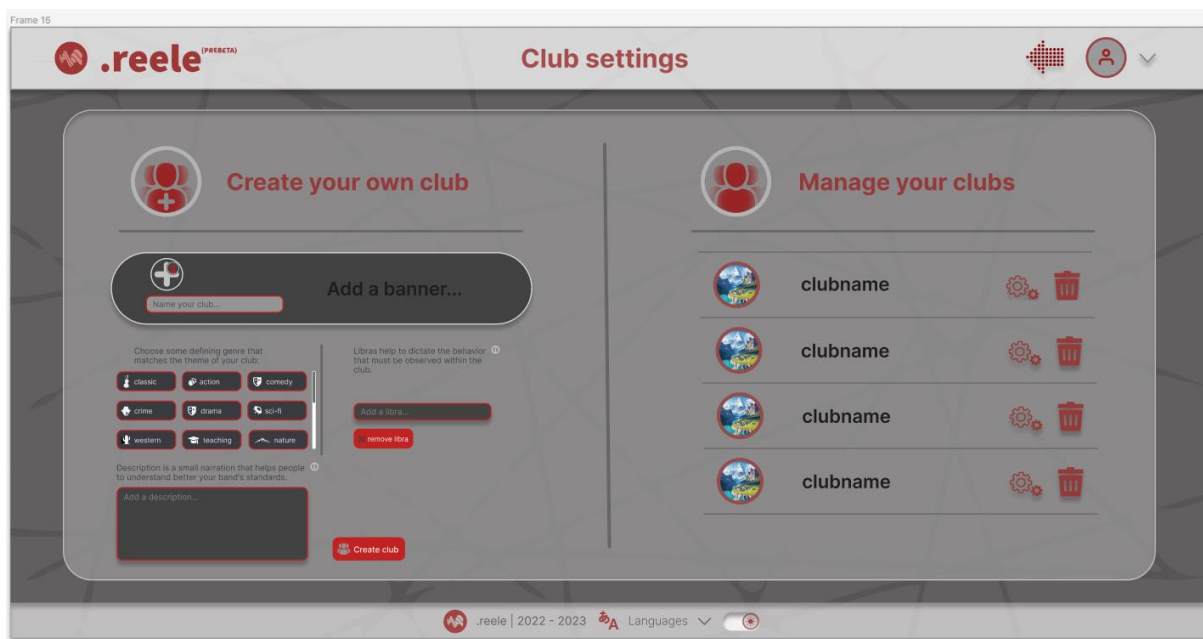 Frame 16
.reele (PREBETA)
Club settings
Create your own club
Add a banner...
Name your club...
Choose some defining genre that
matches the theme of your club:
classic
action
comedy
crime
drama
sci-fi
western
teaching
nature
Libras help to dictate the behavior
that must be observed within the
club.
Add a libra...
remove libra
Description is a small narration that helps people
to understand better your band's standards.
Add a description...
Create club
Manage your clubs
clubname
clubname
clubname
clubname
.reele | 2022 - 2023
Languages